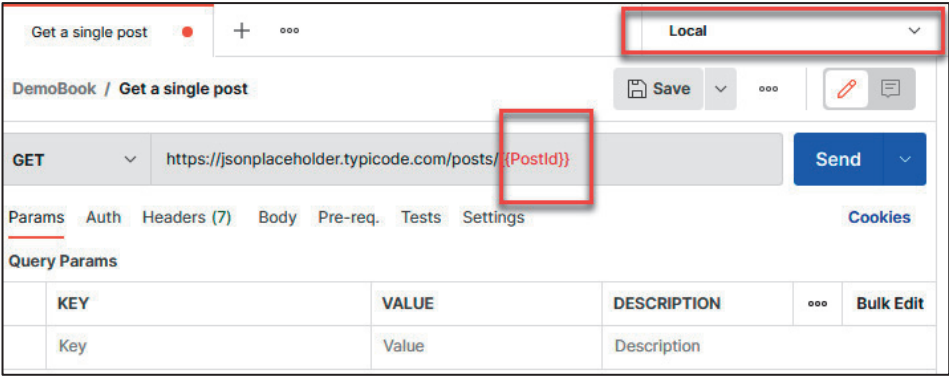 Get a single post
Local
DemoBook / Get a single post
Save
GET
https://jsonplaceholder.typicode.com/posts/{{PostId}}
Send
Params Auth Headers (7) Body Pre-req. Tests Settings
Cookies
Query Params
KEY VALUE DESCRIPTION ooo Bulk Edit
Key Value Description